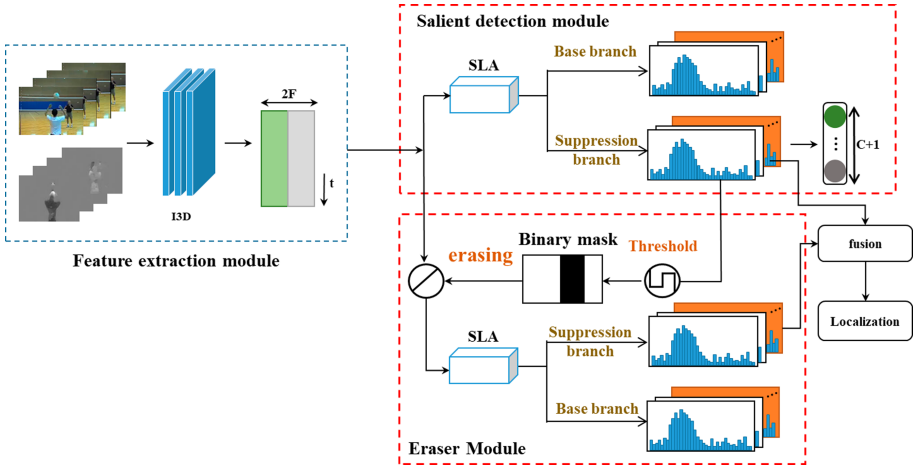 Salient detection module
Base branch
SLA
2F
Suppression
branch
C+1
t
I3D
Feature extraction module
erasing
Binary mask
Threshold
fusion
SLA
Suppression
branch
Localization
Base branch
Eraser Module